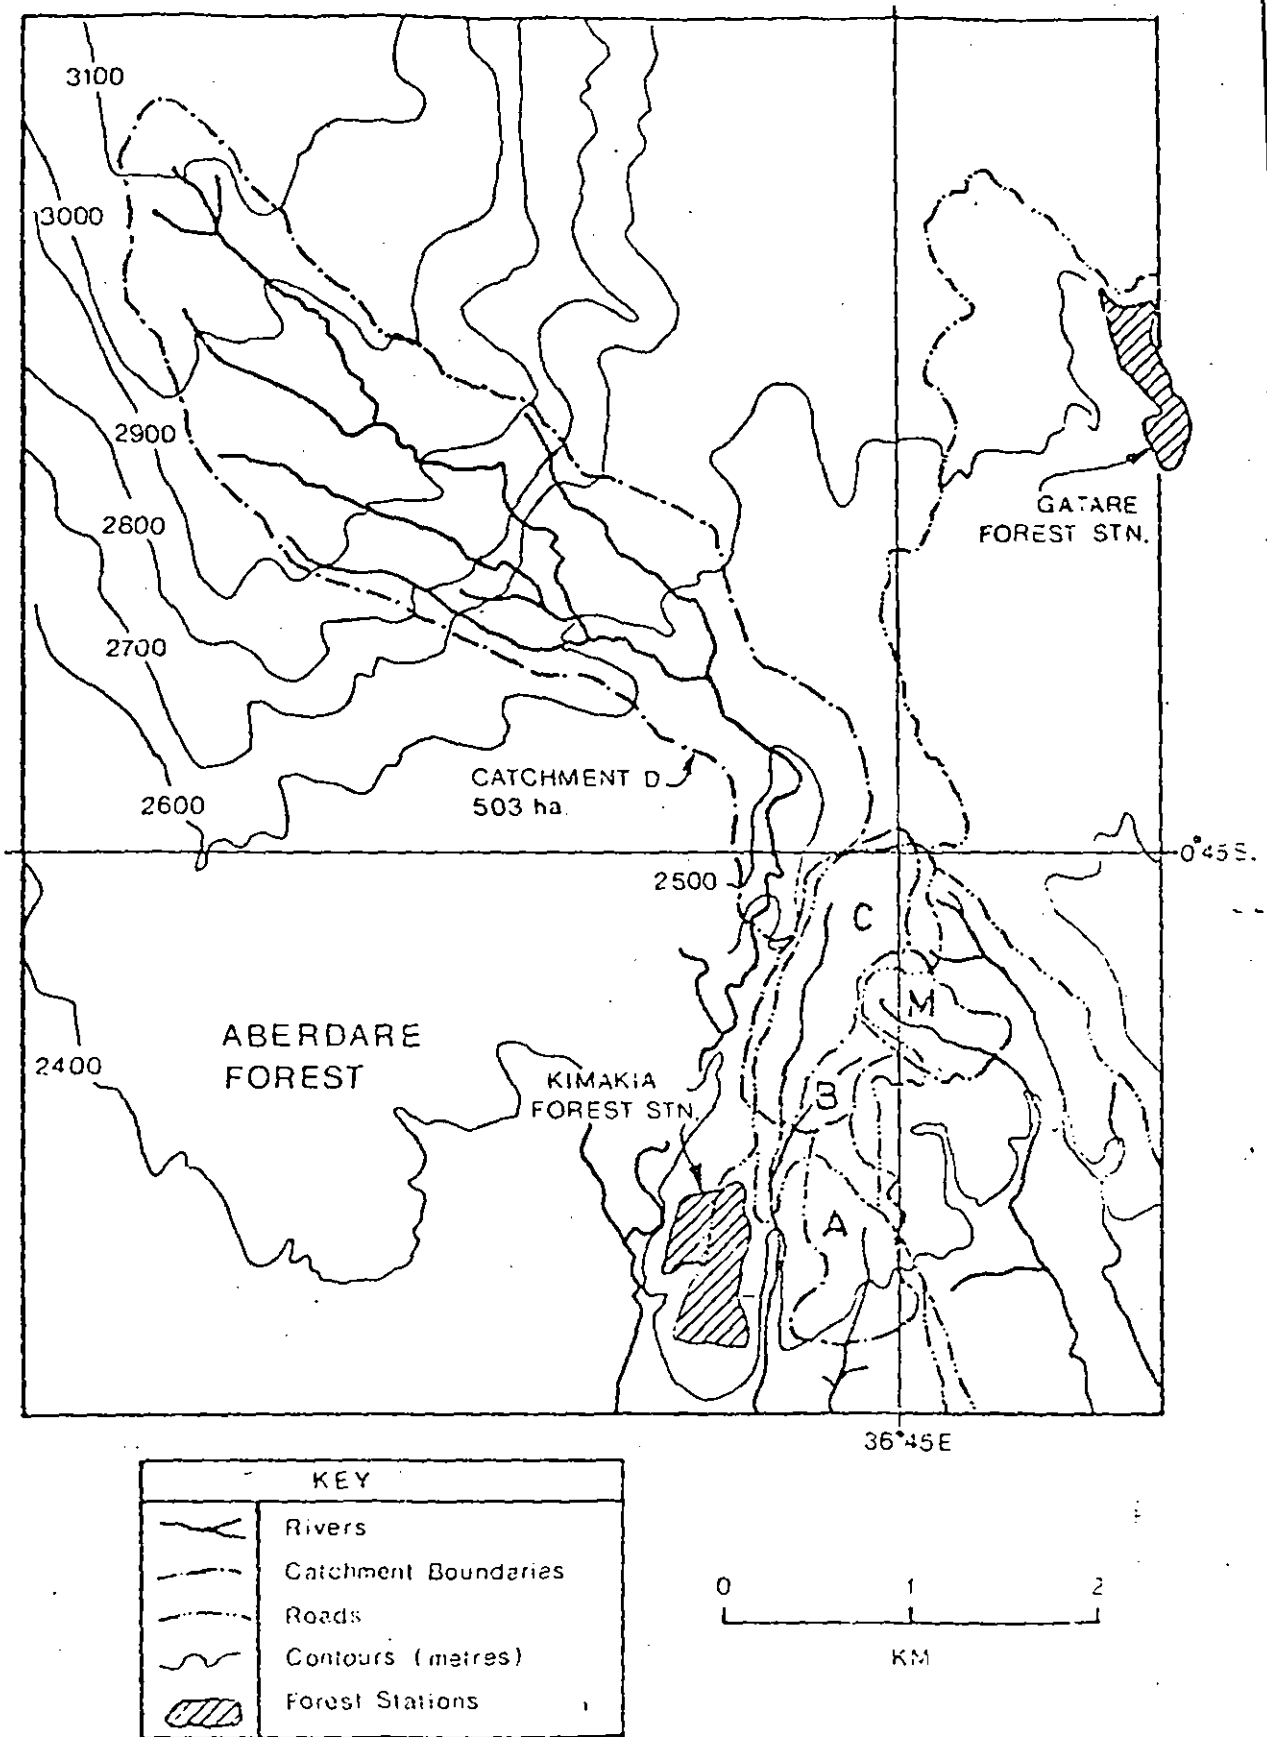 3100
3000
2900
2800
2700
2600
2500
2400
GATARE
FOREST STN.
CATCHMENT D
503 ha
0°45S.
C
M
B
A
ABERDARE
FOREST
KIMAKIA
FOREST STN.
36°45E
KEY
Rivers
Catchment Boundaries
Roads
Contours (metres)
Forest Stations
0 1 2
KM